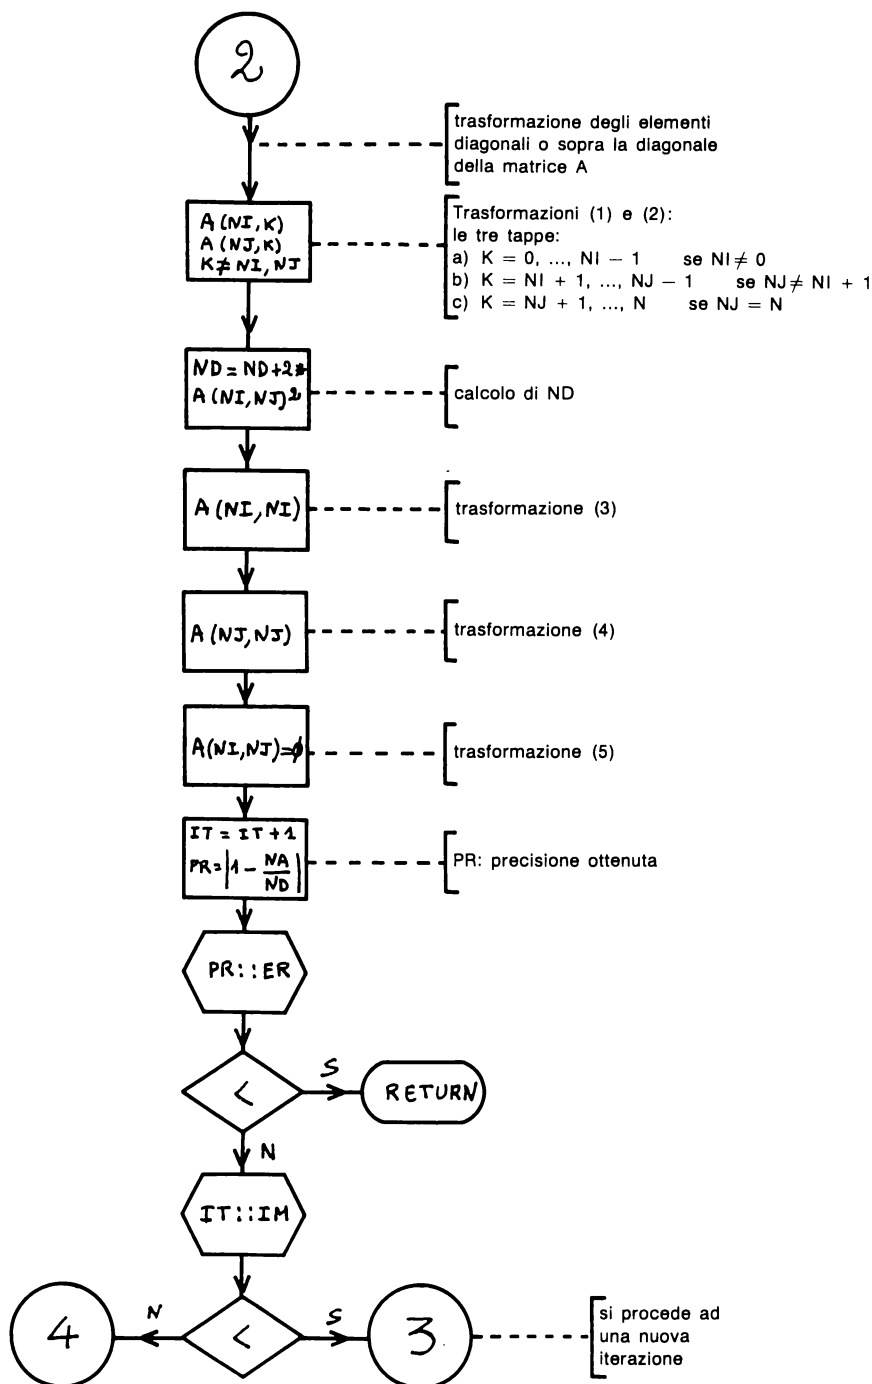 2
trasformazione degli elementi
diagonali o sopra la diagonale
della matrice A
A(NI,K)
A(NJ,K)
K≠NI,NJ
Trasformazioni (1) e (2):
le tre tappe:
a) K = 0, ..., NI − 1 se NI ≠ 0
b) K = NI + 1, ..., NJ − 1 se NJ ≠ NI + 1
c) K = NJ + 1, ..., N se NJ = N
ND = ND+2*
A(NI,NJ)²
calcolo di ND
A(NI,NI)
trasformazione (3)
A(NJ,NJ)
trasformazione (4)
A(NI,NJ)=∅
trasformazione (5)
IT = IT + 1
PR=|1 − NA/ND|
PR: precisione ottenuta
PR::ER
<
S
RETURN
N
IT::IM
4
N
<
S
3
si procede ad
una nuova
iterazione